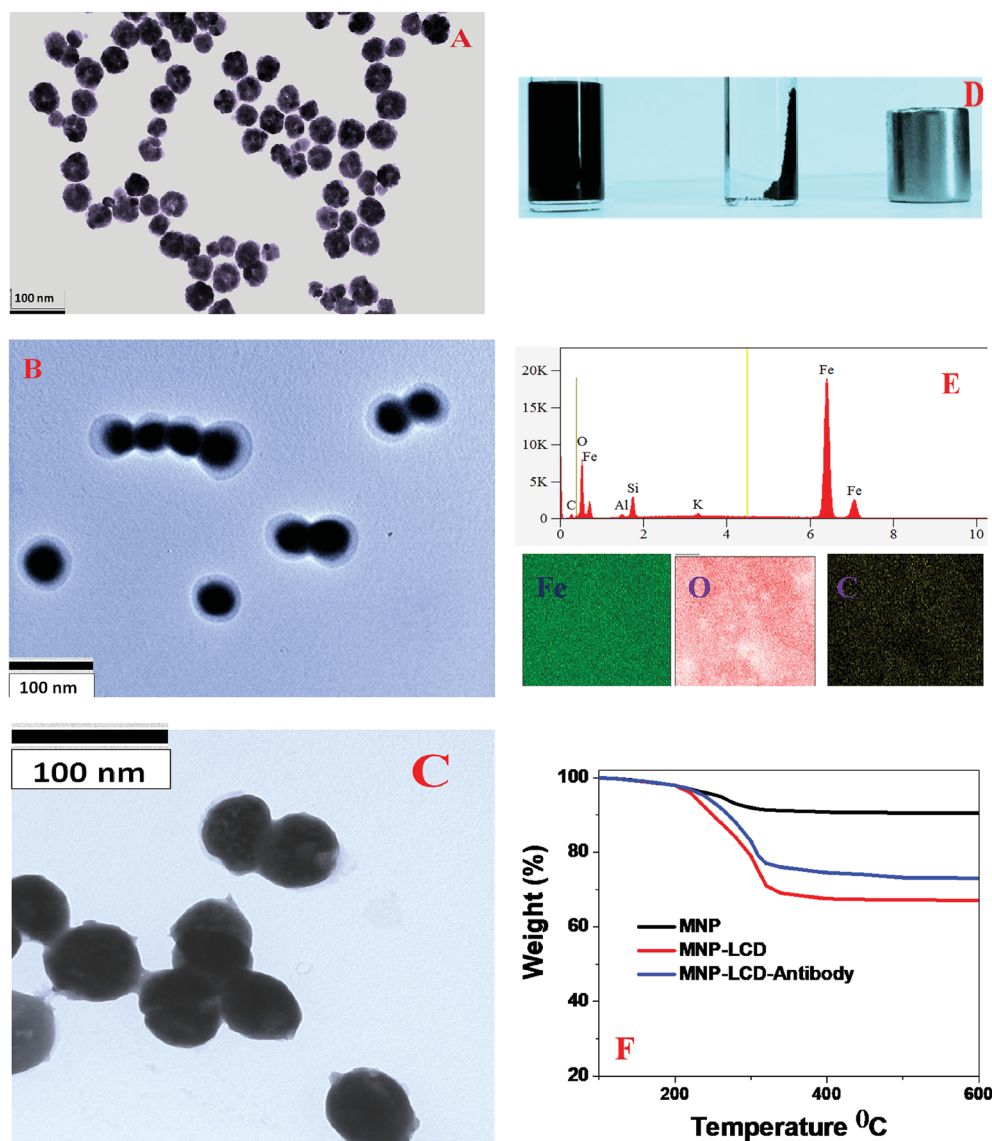 A
100 nm
B
100 nm
C
100 nm
D
E
20K
15K
10K
5K
0
Fe
O
Fe
C
Al
Si
K
Fe
0 2 4 6 8 10
Fe O C
100
80
60
40
20
Weight (%)
MNP
MNP-LCD
MNP-LCD-Antibody
F
200 400 600
Temperature ⁰C